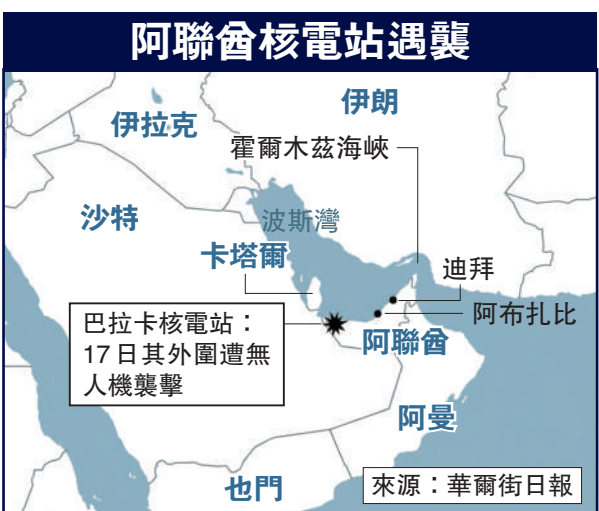 阿聯酋核電站遇襲
伊朗
伊拉克
霍爾木茲海峽
沙特
波斯灣
卡塔爾
迪拜
阿布扎比
巴拉卡核電站：
17日其外圍遭無
人機襲擊
阿聯酋
阿曼
也門
來源：華爾街日報